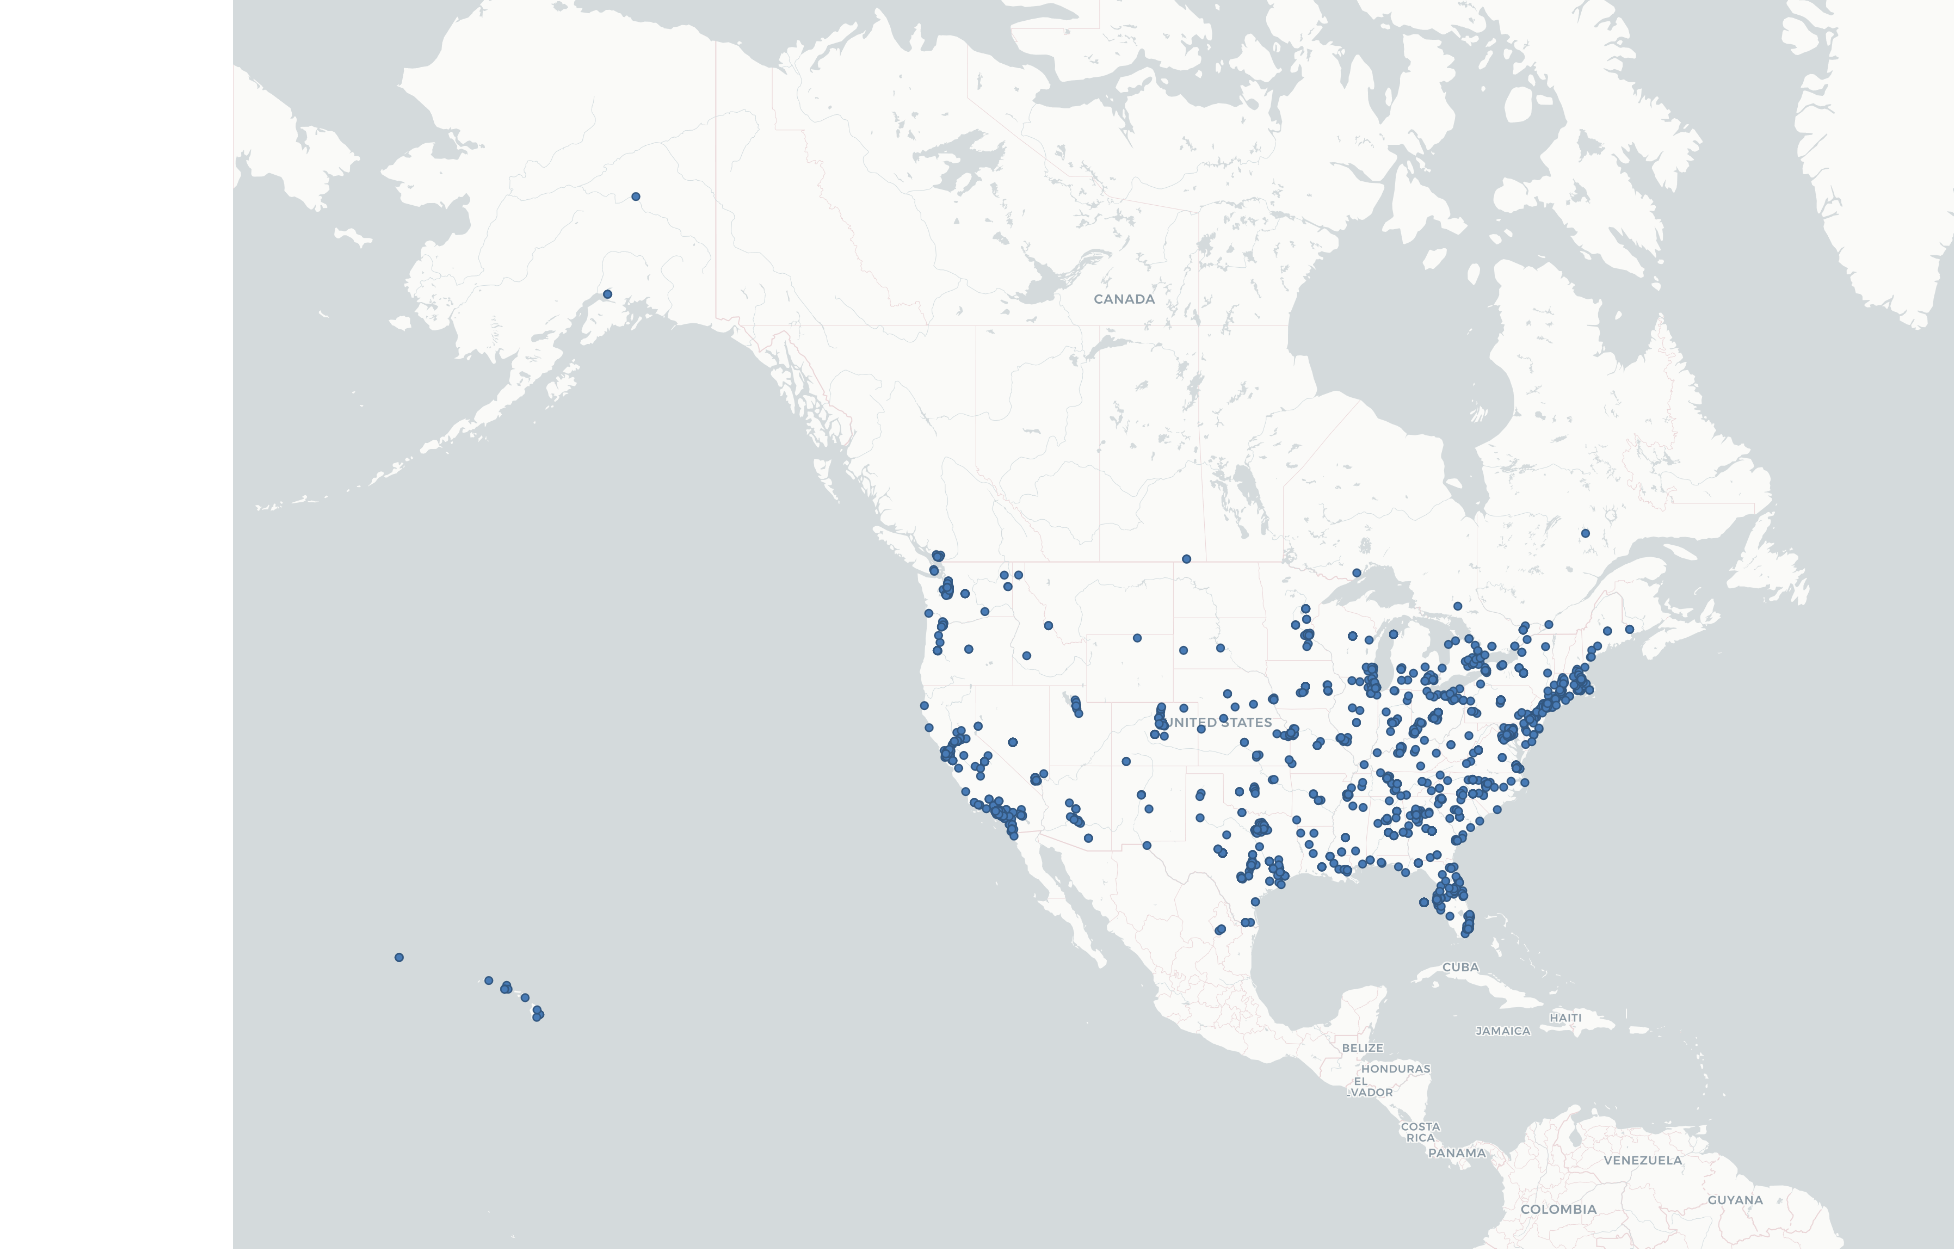 CANADA
UNITED STATES
CUBA
HAITI
JAMAICA
BELIZE
HONDURAS
EL
VADOR
COSTA
RICA
PANAMA
VENEZUELA
GUYANA
COLOMBIA